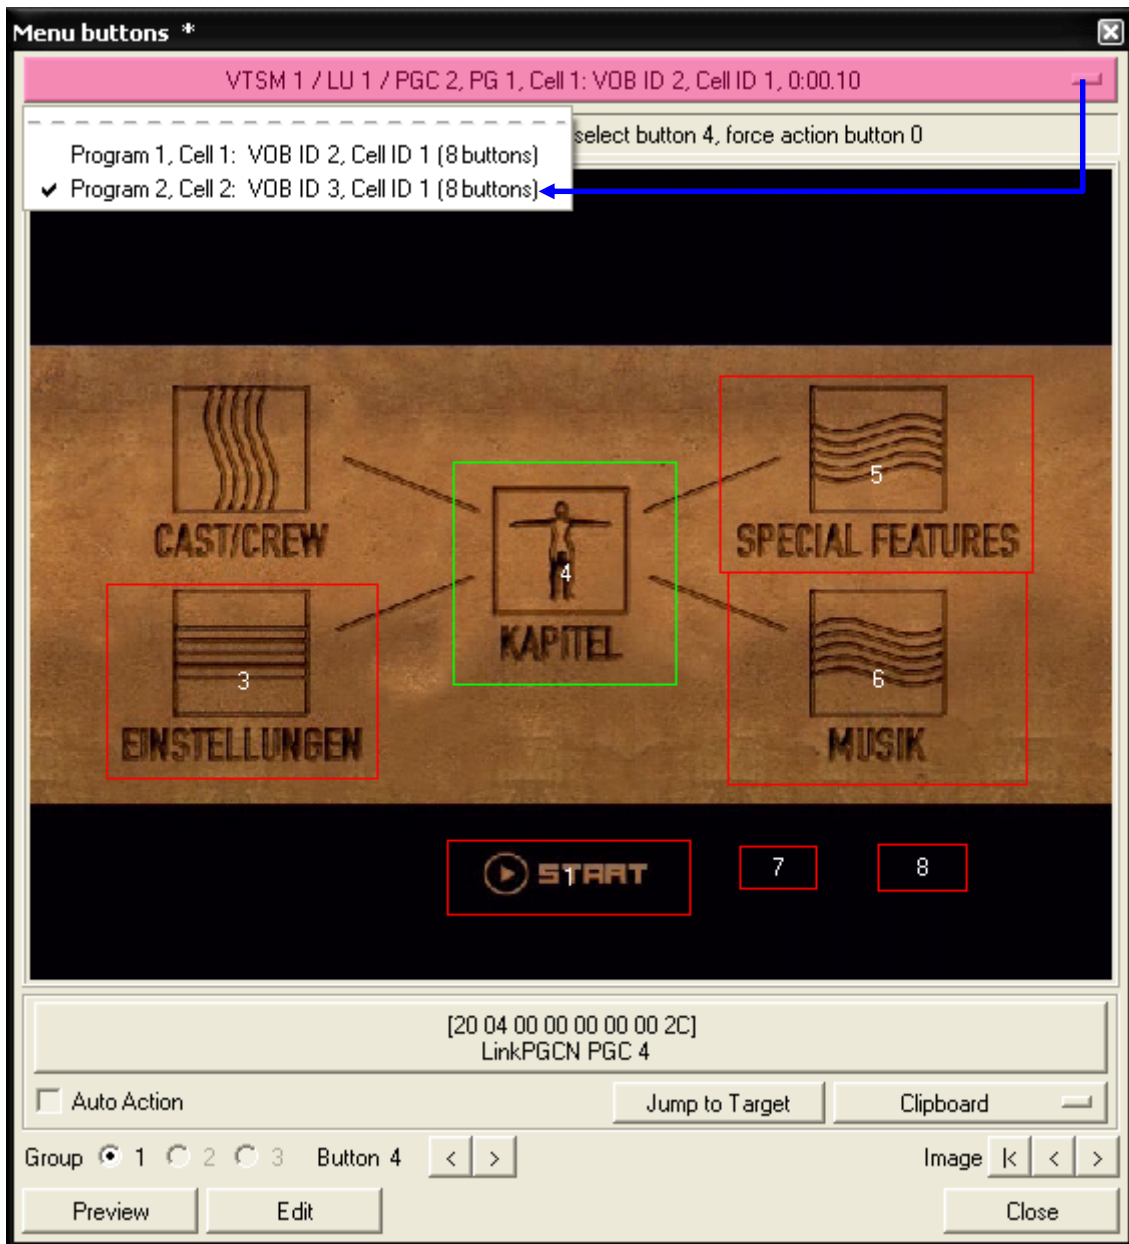 Menu buttons *
VTSM 1 / LU 1 / PGC 2, PG 1, Cell 1: VOB ID 2, Cell ID 1, 0:00.10
select button 4, force action button 0
Program 1, Cell 1: VOB ID 2, Cell ID 1 (8 buttons)
Program 2, Cell 2: VOB ID 3, Cell ID 1 (8 buttons)
5
CAST/CREW
SPECIAL FEATURES
4
KAPITEL
3
6
EINSTELLUNGEN
MUSIK
START
1
7
8
[20 04 00 00 00 00 00 2C]
LinkPGCN PGC 4
Auto Action
Jump to Target
Clipboard
Group 1 2 3 Button 4 < > Image |< < >
Preview
Edit
Close